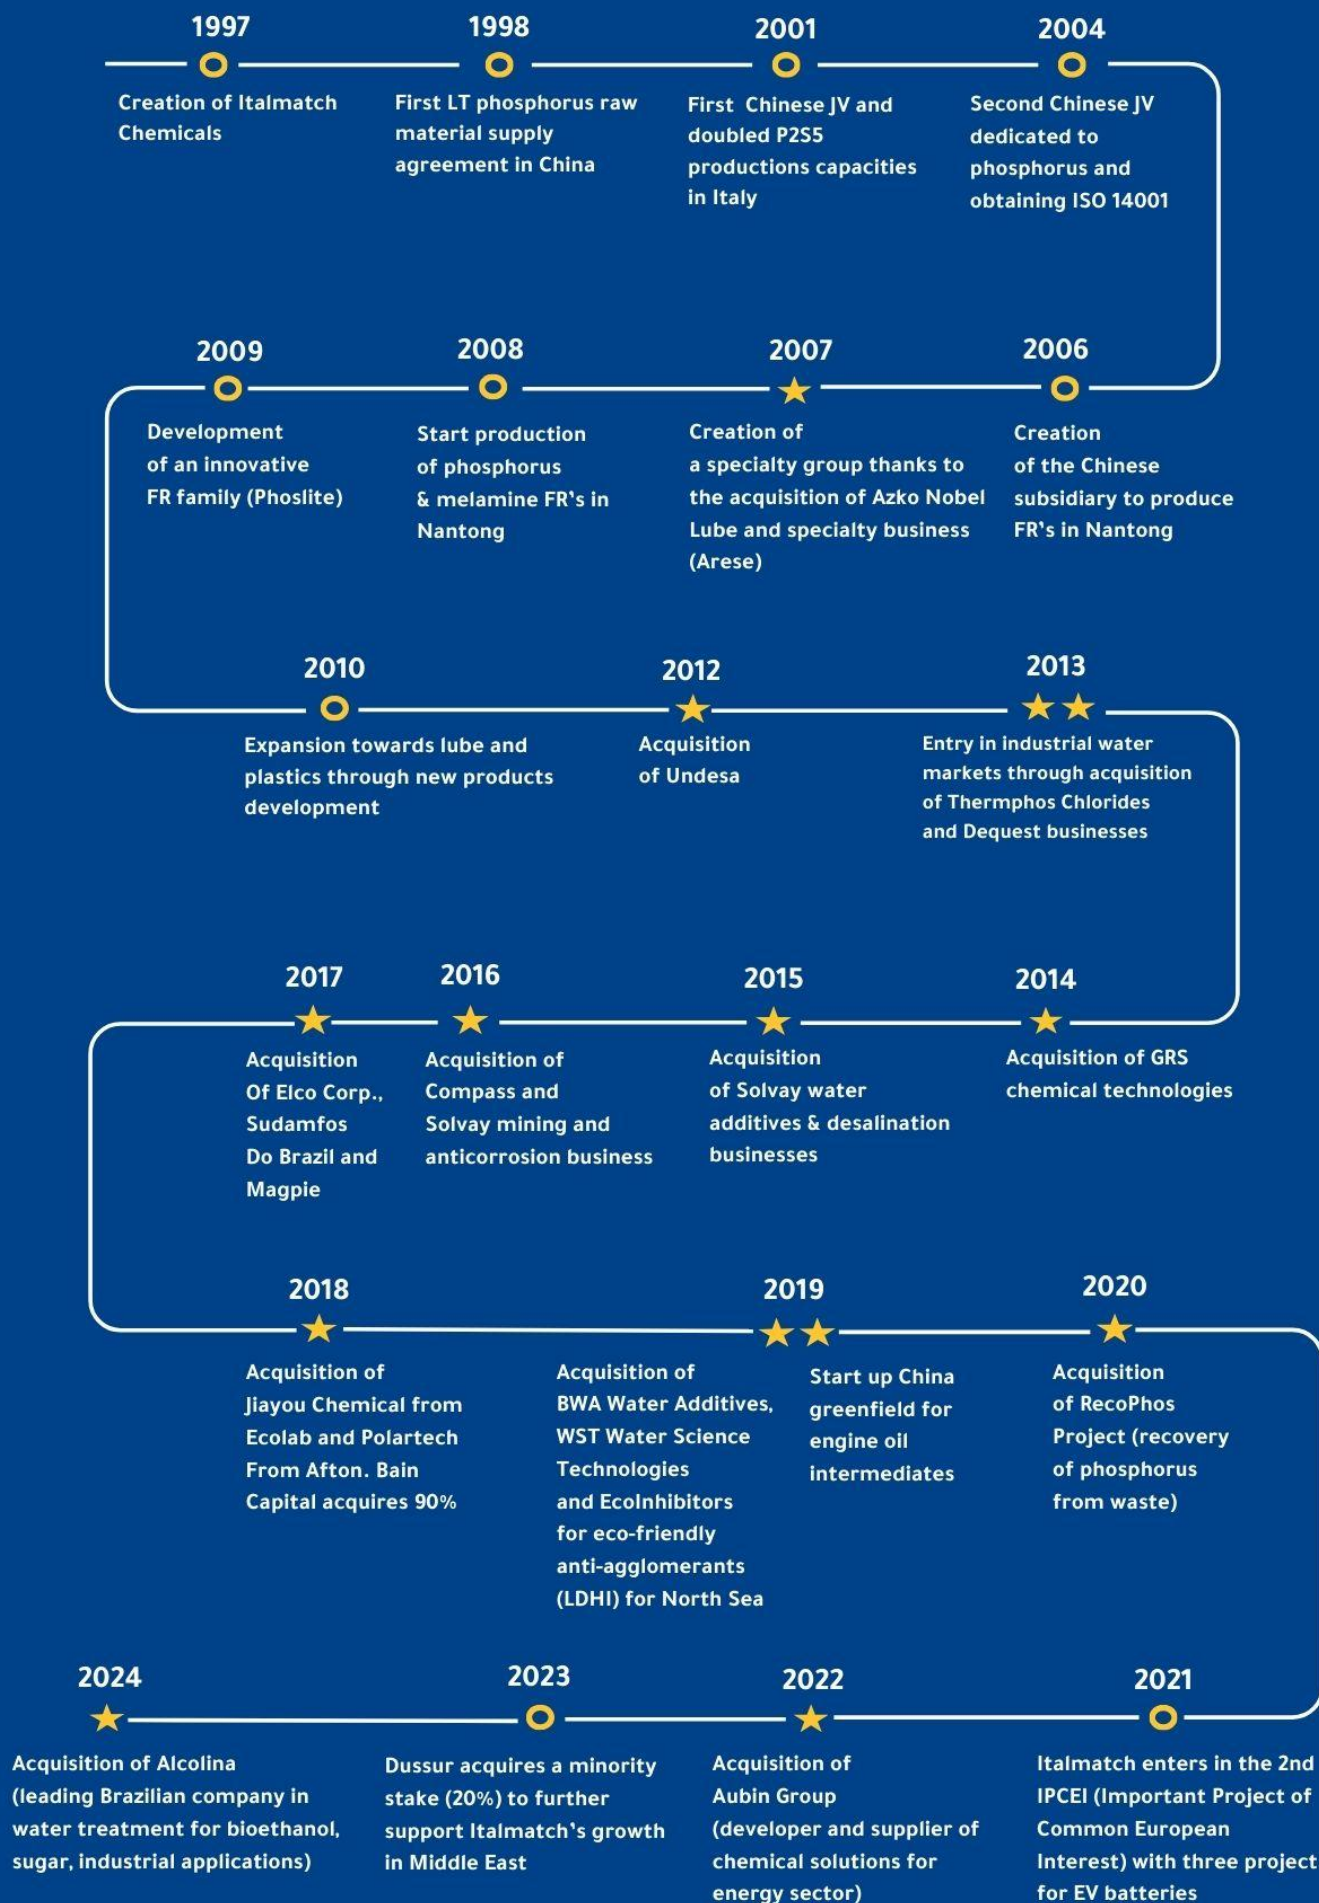 1997
Creation of Italmatch
Chemicals
1998
First LT phosphorus raw
material supply
agreement in China
2001
First Chinese JV and
doubled P2S5
productions capacities
in Italy
2004
Second Chinese JV
dedicated to
phosphorus and
obtaining ISO 14001
2006
Creation
of the Chinese
subsidiary to produce
FR's in Nantong
2007
Creation of
a specialty group thanks to
the acquisition of Azko Nobel
Lube and specialty business
(Arese)
2008
Start production
of phosphorus
& melamine FR's in
Nantong
2009
Development
of an innovative
FR family (Phoslite)
2010
Expansion towards lube and
plastics through new products
development
2012
Acquisition
of Undesa
2013
Entry in industrial water
markets through acquisition
of Thermphos Chlorides
and Dequest businesses
2014
Acquisition of GRS
chemical technologies
2015
Acquisition
of Solvay water
additives & desalination
businesses
2016
Acquisition of
Compass and
Solvay mining and
anticorrosion business
2017
Acquisition
Of Elco Corp.,
Sudamfos
Do Brazil and
Magpie
2018
Acquisition of
Jiayou Chemical from
Ecolab and Polartech
From Afton. Bain
Capital acquires 90%
2019
Acquisition of
BWA Water Additives,
WST Water Science
Technologies
and EcoInhibitors
for eco-friendly
anti-agglomerants
(LDHI) for North Sea
Start up China
greenfield for
engine oil
intermediates
2020
Acquisition
of RecoPhos
Project (recovery
of phosphorus
from waste)
2021
Italmatch enters in the 2nd
IPCEI (Important Project of
Common European
Interest) with three project
for EV batteries
2022
Acquisition of
Aubin Group
(developer and supplier of
chemical solutions for
energy sector)
2023
Dussur acquires a minority
stake (20%) to further
support Italmatch's growth
in Middle East
2024
Acquisition of Alcolina
(leading Brazilian company in
water treatment for bioethanol,
sugar, industrial applications)